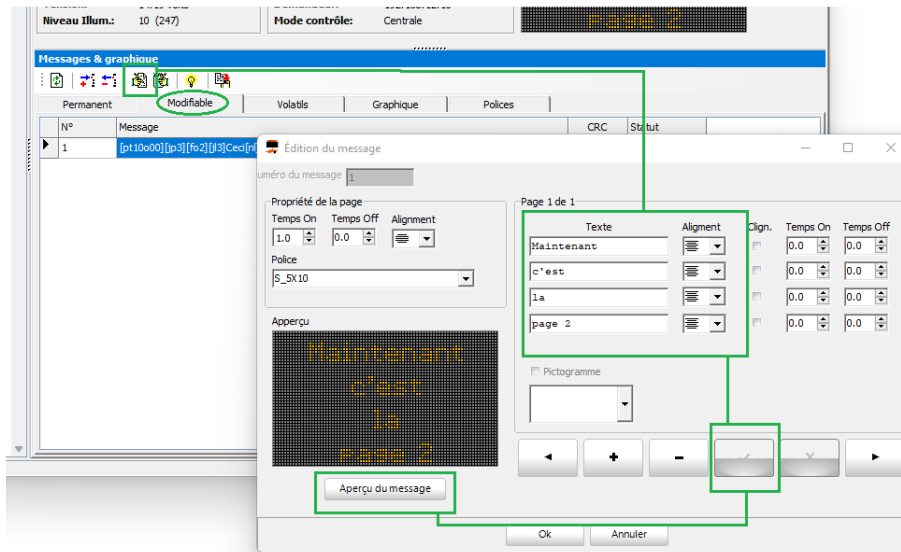 Niveau Illum.: 10 (247)
Mode contrôle: Centrale
page 2
Messages & graphique
Permanent Modifiable Volatils Graphique Polices
N° Message CRC Statut
1 [pt10o00][jp3][fo2][jl3]Ceci[nl
Édition du message
uméro du message 1
Propriété de la page
Temps On Temps Off Alignment
1.0 0.0
Police
S_5X10
Apperçu
Maintenant
c'est
la
page 2
Aperçu du message
Page 1 de 1
Texte Aligment Clign. Temps On Temps Off
Maintenant 0.0 0.0
c'est 0.0 0.0
la 0.0 0.0
page 2 0.0 0.0
Pictogramme
Ok Annuler